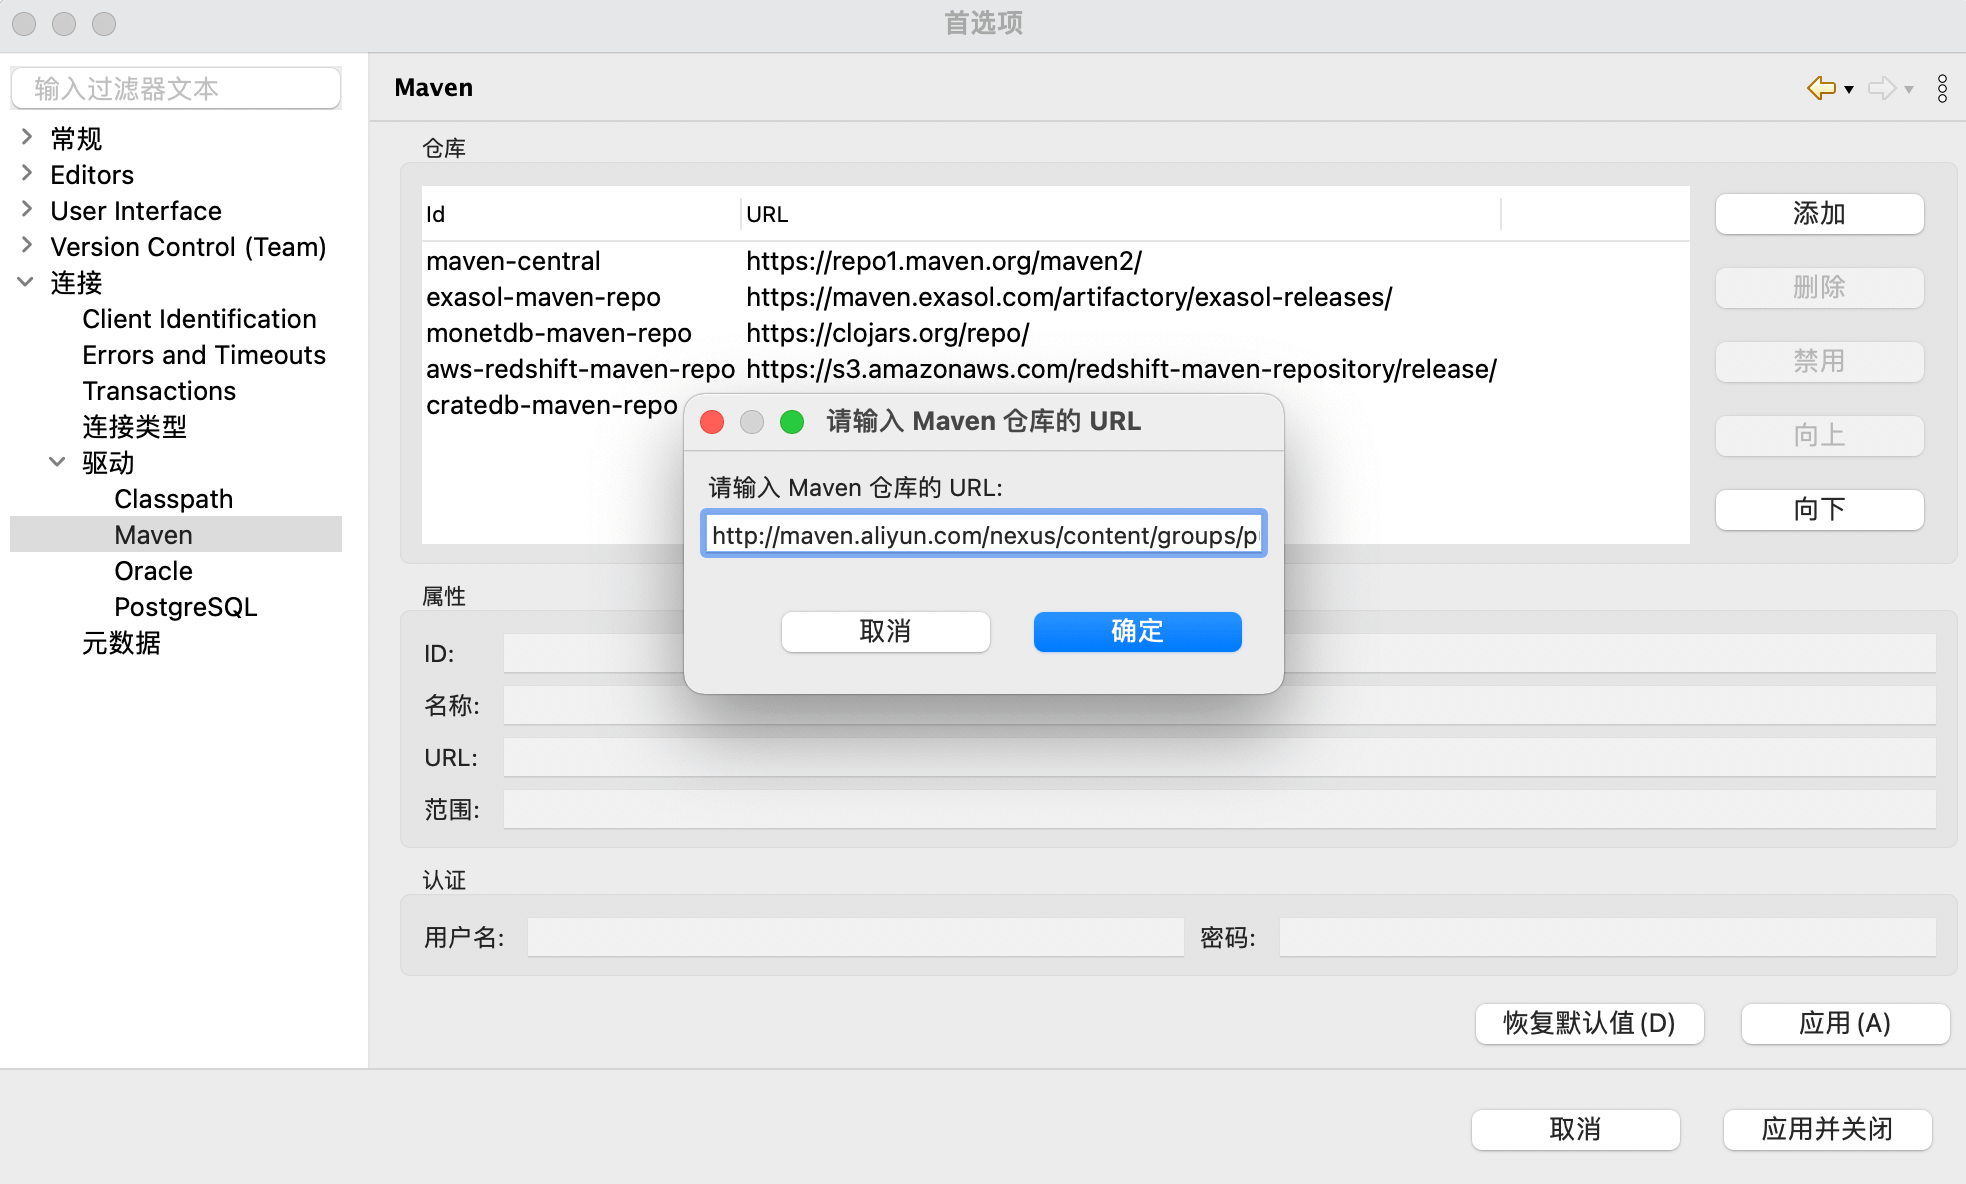 首选项
输入过滤器文本
常规
Editors
User Interface
Version Control (Team)
连接
Client Identification
Errors and Timeouts
Transactions
连接类型
驱动
Classpath
Maven
Oracle
PostgreSQL
元数据
Maven
仓库
Id URL
maven-central https://repo1.maven.org/maven2/
exasol-maven-repo https://maven.exasol.com/artifactory/exasol-releases/
monetdb-maven-repo https://clojars.org/repo/
aws-redshift-maven-repo https://s3.amazonaws.com/redshift-maven-repository/release/
cratedb-maven-repo
添加
删除
禁用
向上
向下
请输入 Maven 仓库的 URL
请输入 Maven 仓库的 URL:
http://maven.aliyun.com/nexus/content/groups/p
取消 确定
属性
ID:
名称:
URL:
范围:
认证
用户名: 密码:
恢复默认值(D) 应用(A)
取消 应用并关闭